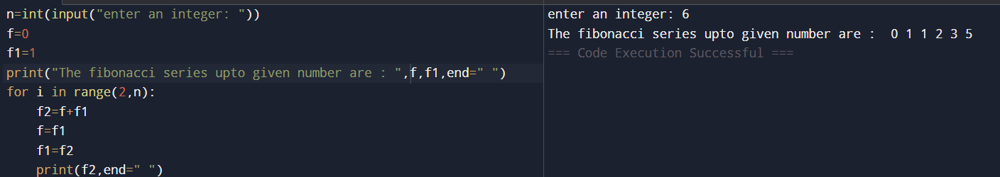 n=int(input("enter an integer: "))
f=0
f1=1
print("The fibonacci series upto given number are : ",f,f1,end=" ")
for i in range(2,n):
    f2=f+f1
    f=f1
    f1=f2
    print(f2,end=" ")
enter an integer: 6
The fibonacci series upto given number are :  0 1 1 2 3 5
=== Code Execution Successful ===